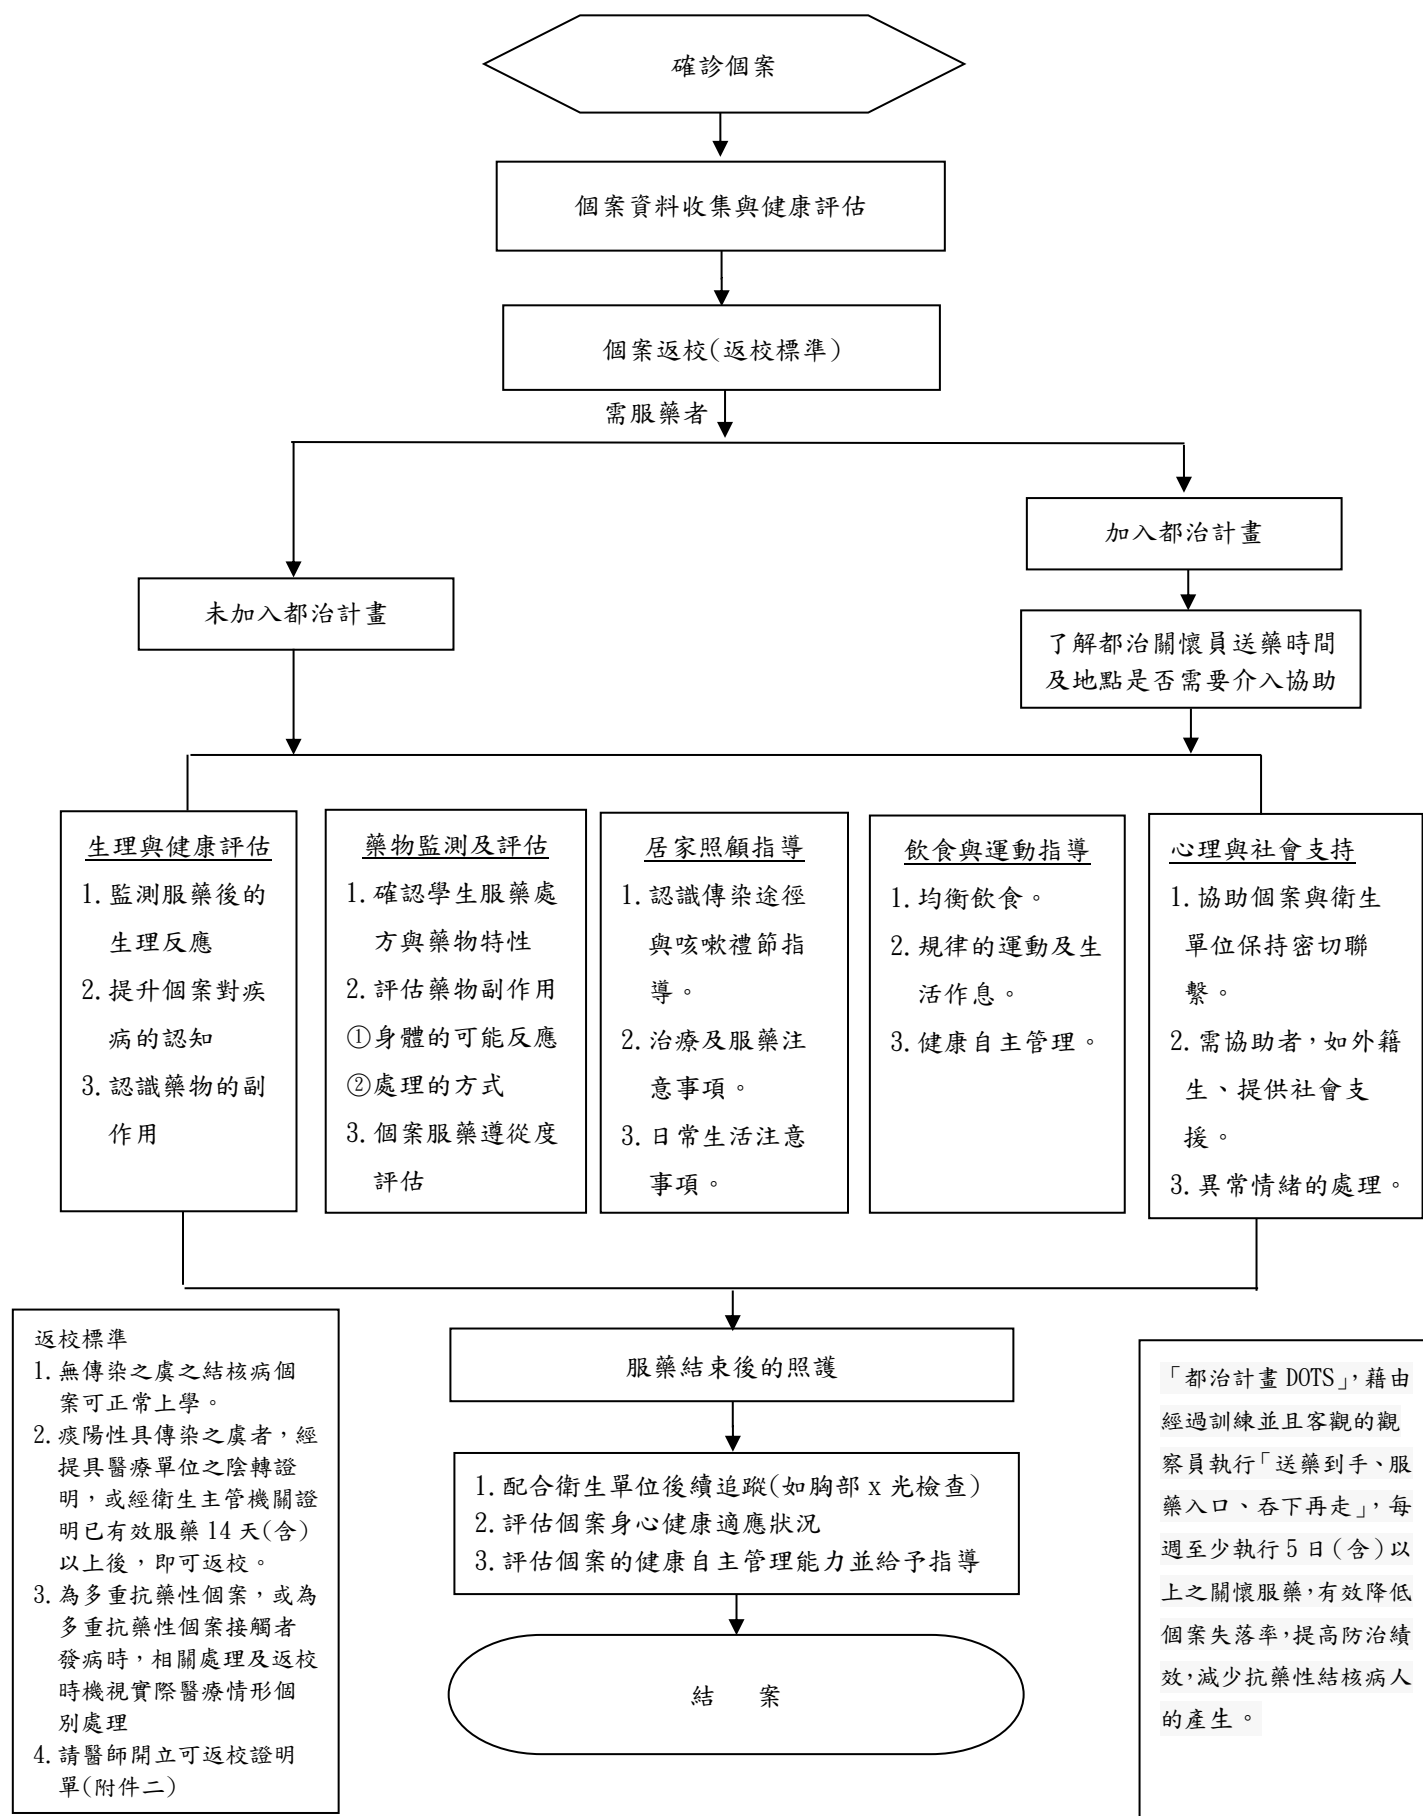 確診個案
個案資料收集與健康評估
個案返校(返校標準)
需服藥者
加入都治計畫
未加入都治計畫
了解都治關懷員送藥時間
及地點是否需要介入協助
生理與健康評估
1.監測服藥後的
生理反應
2.提升個案對疾
病的認知
3.認識藥物的副
作用
藥物監測及評估
1.確認學生服藥處
方與藥物特性
2.評估藥物副作用
①身體的可能反應
②處理的方式
3.個案服藥遵從度
評估
居家照顧指導
1.認識傳染途徑
與咳嗽禮節指
導。
2.治療及服藥注
意事項。
3.日常生活注意
事項。
飲食與運動指導
1.均衡飲食。
2.規律的運動及生
活作息。
3.健康自主管理。
心理與社會支持
1.協助個案與衛生
單位保持密切聯
繫。
2.需協助者，如外籍
生、提供社會支
援。
3.異常情緒的處理。
返校標準
1.無傳染之虞之結核病個
案可正常上學。
2.痰陽性具傳染之虞者，經
提具醫療單位之陰轉證
明，或經衛生主管機關證
明已有效服藥 14 天(含)
以上後，即可返校。
3.為多重抗藥性個案，或為
多重抗藥性個案接觸者
發病時，相關處理及返校
時機視實際醫療情形個
別處理
4.請醫師開立可返校證明
單(附件二)
服藥結束後的照護
1.配合衛生單位後續追蹤(如胸部 x 光檢查)
2.評估個案身心健康適應狀況
3.評估個案的健康自主管理能力並給予指導
結　案
「都治計畫 DOTS」，藉由
經過訓練並且客觀的觀
察員執行「送藥到手、服
藥入口、吞下再走」，每
週至少執行 5 日(含)以
上之關懷服藥，有效降低
個案失落率，提高防治績
效，減少抗藥性結核病人
的產生。